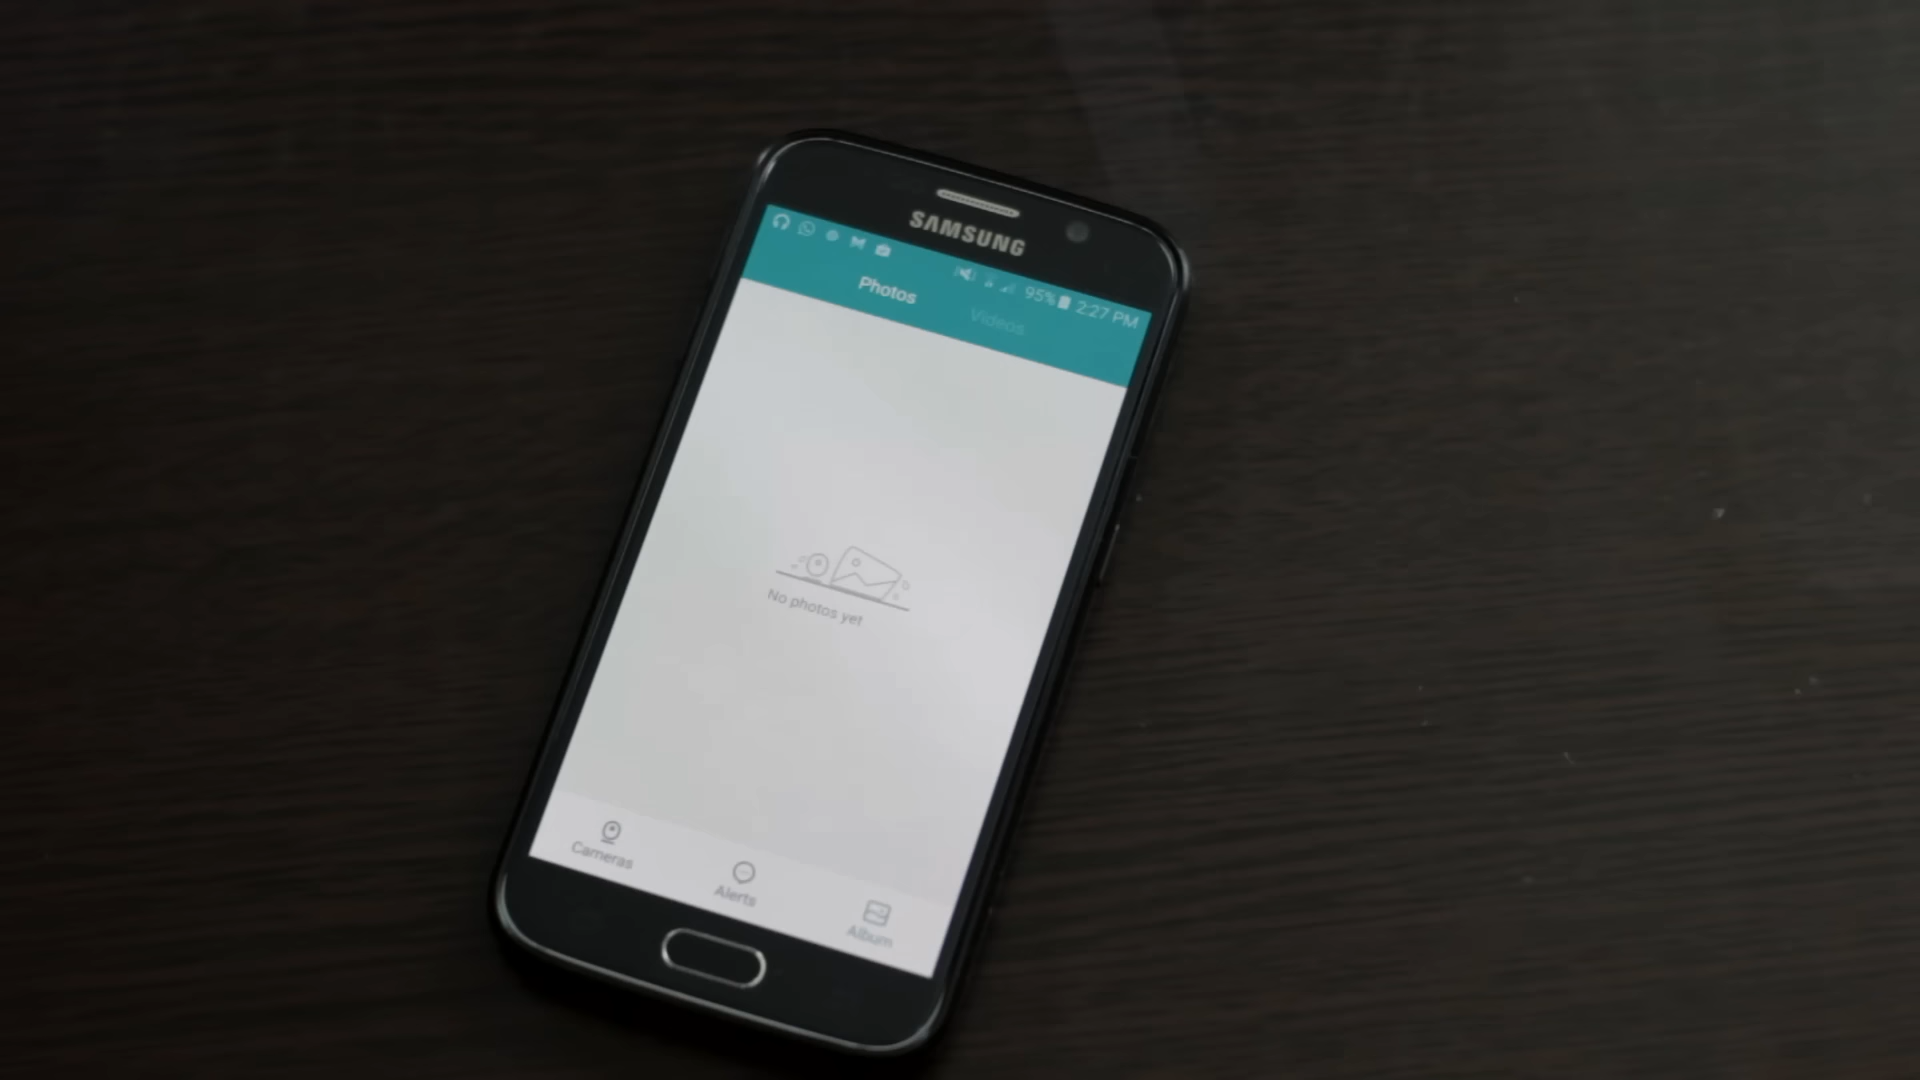 SAMSUNG
95% 2:27 PM
Photos Videos
No photos yet
Cameras Alerts Album